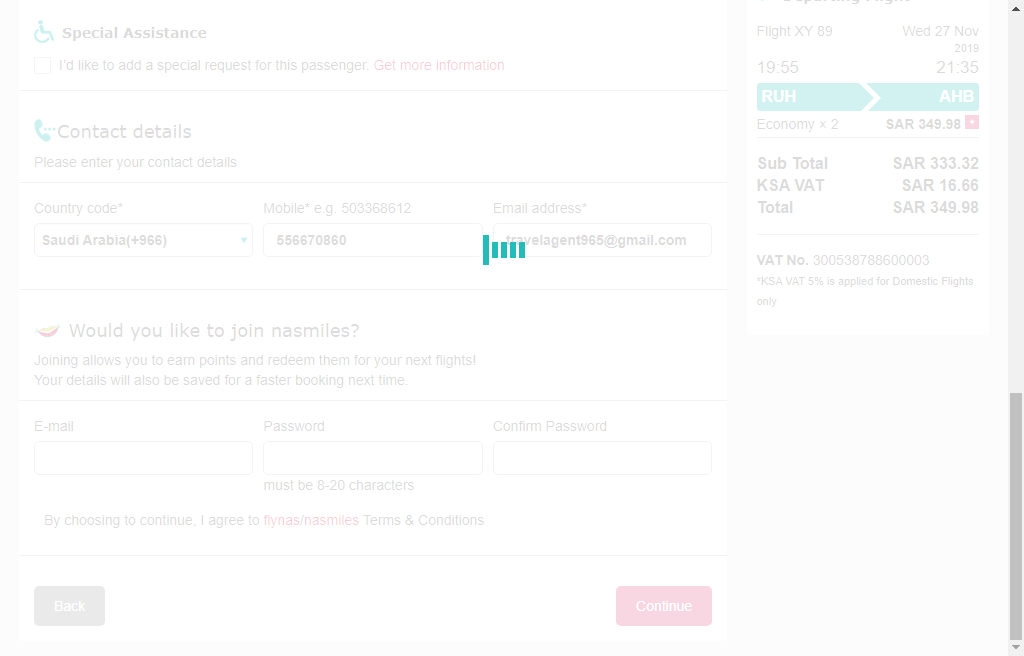 Special Assistance
I'd like to add a special request for this passenger. Get more information
Contact details
Please enter your contact details
Country code*
Mobile* e.g. 503368612
Email address*
Saudi Arabia(+966)
556670860
travelagent965@gmail.com
Would you like to join nasmiles?
Joining allows you to earn points and redeem them for your next flights!
Your details will also be saved for a faster booking next time.
E-mail
Password
Confirm Password
must be 8-20 characters
By choosing to continue, I agree to flynas/nasmiles Terms & Conditions
Back
Continue
Departing Flight
Flight XY 89
Wed 27 Nov
2019
19:55
21:35
RUH
AHB
Economy × 2
SAR 349.98 +
Sub Total
SAR 333.32
KSA VAT
SAR 16.66
Total
SAR 349.98
VAT No. 300538788600003
*KSA VAT 5% is applied for Domestic Flights
only